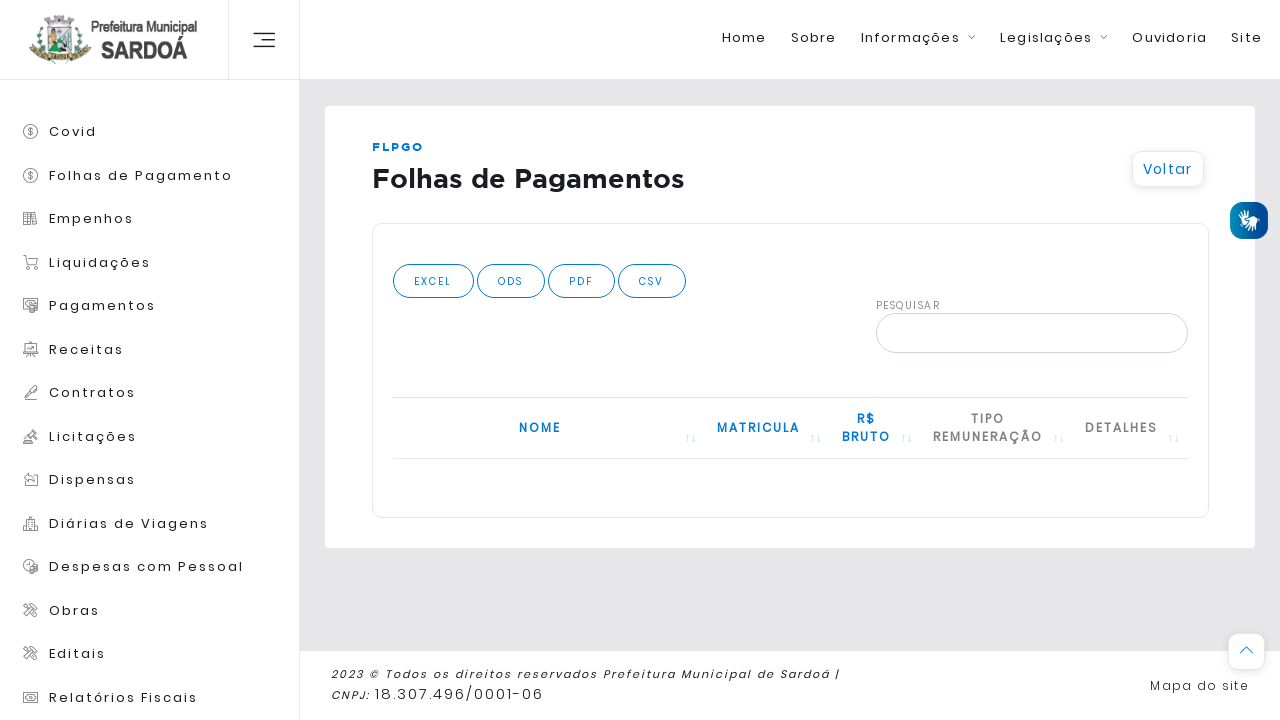 Prefeitura Municipal
SARDOÁ
Home
Sobre
Informações
Legislações
Ouvidoria
Site
Covid
Folhas de Pagamento
Empenhos
Liquidações
Pagamentos
Receitas
Contratos
Licitações
Dispensas
Diárias de Viagens
Despesas com Pessoal
Obras
Editais
Relatórios Fiscais
FLPGO
Folhas de Pagamentos
Voltar
EXCEL
ODS
PDF
CSV
PESQUISAR
NOME
MATRICULA
R$
BRUTO
TIPO
REMUNERAÇÃO
DETALHES
2023 © Todos os direitos reservados Prefeitura Municipal de Sardoá |
CNPJ: 18.307.496/0001-06
Mapa do site